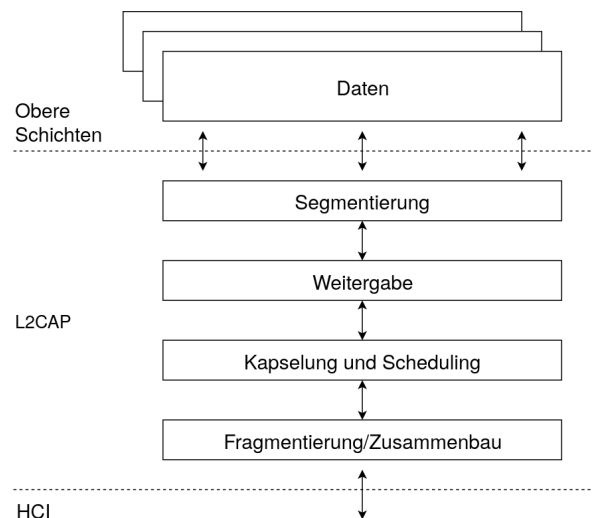 Daten
Obere
Schichten
Segmentierung
Weitergabe
L2CAP
Kapselung und Scheduling
Fragmentierung/Zusammenbau
HCI